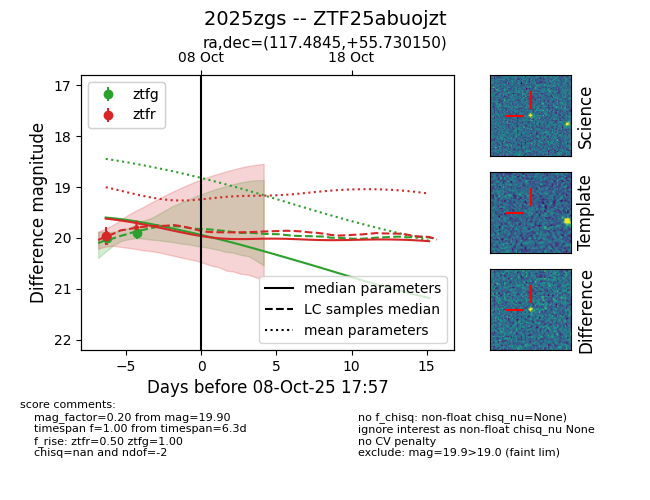 2025zgs -- ZTF25abuojzt
ra,dec=(117.4845,+55.730150)
08 Oct
18 Oct
17
18
19
20
21
22
Difference magnitude
ztfg
ztfr
median parameters
LC samples median
mean parameters
−5
0
5
10
15
Days before 08-Oct-25 17:57
Science
Template
Difference
score comments:
mag_factor=0.20 from mag=19.90
timespan f=1.00 from timespan=6.3d
f_rise: ztfr=0.50 ztfg=1.00
chisq=nan and ndof=-2
no f_chisq: non-float chisq_nu=None)
ignore interest as non-float chisq_nu None
no CV penalty
exclude: mag=19.9>19.0 (faint lim)